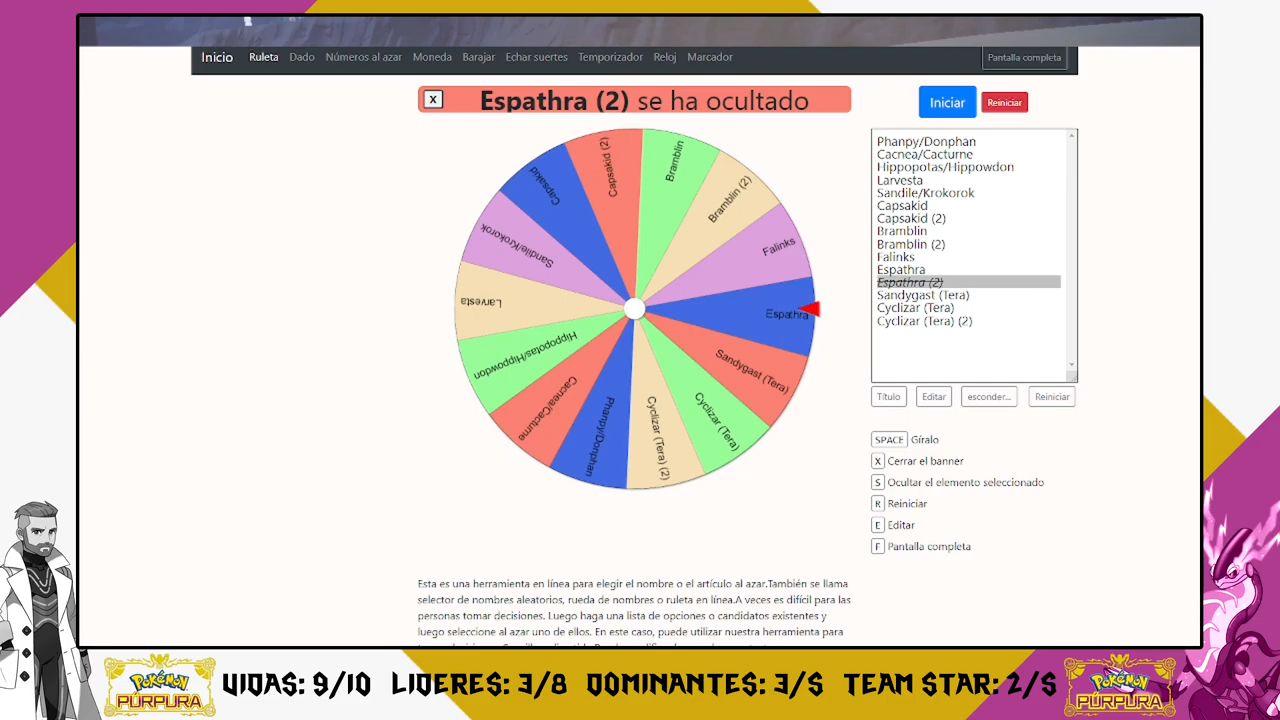 Inicio Ruleta Dado Números al azar Moneda Barajar Echar suertes Temporizador Reloj Marcador Pantalla completa
X Espathra (2) se ha ocultado
Iniciar Reiniciar
Capsakid (2)
Bramblin
Capsakid
Bramblin (2)
Sandile/Krokorok
Falinks
Larvesta
Espathra
Hippopotas/Hippowdon
Sandygast (Tera)
Cacnea/Cacturne
Cyclizar (Tera)
Phanpy/Donphan
Cyclizar (Tera) (2)
Phanpy/Donphan
Cacnea/Cacturne
Hippopotas/Hippowdon
Larvesta
Sandile/Krokorok
Capsakid
Capsakid (2)
Bramblin
Bramblin (2)
Falinks
Espathra
Espathra (2)
Sandygast (Tera)
Cyclizar (Tera)
Cyclizar (Tera) (2)
Título Editar esconder... Reiniciar
SPACE Gíralo
X Cerrar el banner
S Ocultar el elemento seleccionado
R Reiniciar
E Editar
F Pantalla completa
Esta es una herramienta en línea para elegir el nombre o el artículo al azar.También se llama
selector de nombres aleatorios, rueda de nombres o ruleta en línea.A veces es difícil para las
personas tomar decisiones. Luego haga una lista de opciones o candidatos existentes y
luego seleccione al azar uno de ellos. En este caso, puede utilizar nuestra herramienta para
Pokémon
PÚRPURA
VIDAS: 9/10 LIDERES: 3/8 DOMINANTES: 3/5 TEAM STAR: 2/5
Pokémon
PÚRPURA